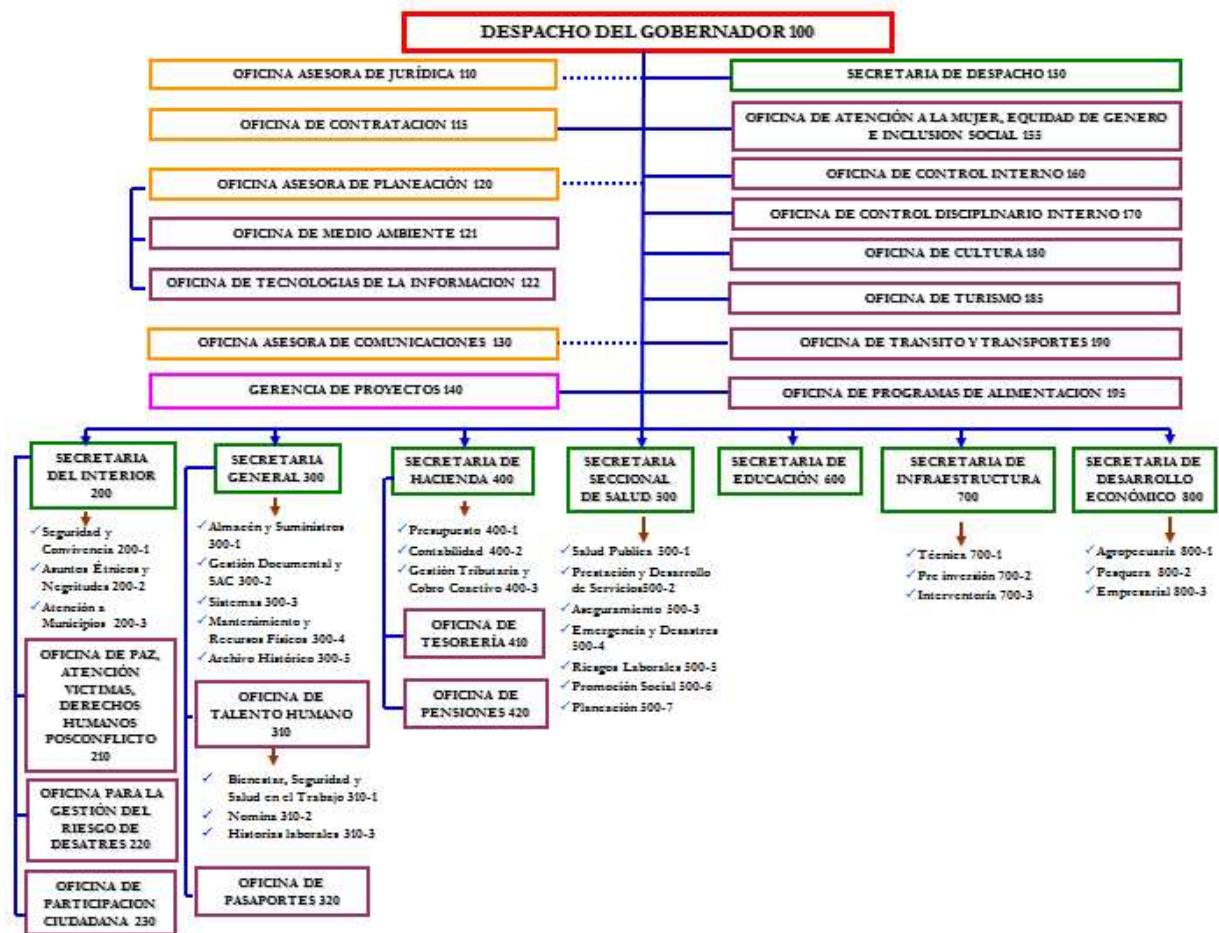 DESPACHO DEL GOBERNADOR 100
OFICINA ASESORA DE JURÍDICA 110
SECRETARIA DE DESPACHO 150
OFICINA DE CONTRATACION 115
OFICINA DE ATENCIÓN A LA MUJER, EQUIDAD DE GENERO
E INCLUSION SOCIAL 155
OFICINA ASESORA DE PLANEACIÓN 120
OFICINA DE CONTROL INTERNO 160
OFICINA DE MEDIO AMBIENTE 121
OFICINA DE CONTROL DISCIPLINARIO INTERNO 170
OFICINA DE CULTURA 180
OFICINA DE TECNOLOGIAS DE LA INFORMACION 122
OFICINA DE TURISMO 185
OFICINA ASESORA DE COMUNICACIONES 130
OFICINA DE TRANSITO Y TRANSPORTES 190
GERENCIA DE PROYECTOS 140
OFICINA DE PROGRAMAS DE ALIMENTACION 195
SECRETARIA
DEL INTERIOR
200
Seguridad y
Convivencia 200-1
Asuntos Étnicos y
Negritudes 200-2
Atención a
Municipios 200-3
OFICINA DE PAZ,
ATENCIÓN
VICTIMAS,
DERECHOS
HUMANOS
POSCONFLICTO
210
OFICINA PARA LA
GESTIÓN DEL
RIESGO DE
DESATRES 220
OFICINA DE
PARTICIPACION
CIUDADANA 230
SECRETARIA
GENERAL 300
Almacén y Suministros
300-1
Gestión Documental y
SAC 300-2
Sistemas 300-3
Mantenimiento y
Recursos Físicos 300-4
Archivo Histórico 300-5
OFICINA DE
TALENTO HUMANO
310
Bienestar, Seguridad y
Salud en el Trabajo 310-1
Nomina 310-2
Historias laborales 310-3
OFICINA DE
PASAPORTES 320
SECRETARIA DE
HACIENDA 400
Presupuesto 400-1
Contabilidad 400-2
Gestión Tributaria y
Cobro Coactivo 400-3
OFICINA DE
TESORERÍA 410
OFICINA DE
PENSIONES 420
SECRETARIA
SECCIONAL
DE SALUD 500
Salud Publica 500-1
Prestación y Desarrollo
de Servicios500-2
Aseguramiento 500-3
Emergencia y Desastres
500-4
Riesgos Laborales 500-5
Promoción Social 500-6
Planeación 500-7
SECRETARIA DE
EDUCACIÓN 600
SECRETARIA DE
INFRAESTRUCTURA
700
Técnica 700-1
Pre inversión 700-2
Interventoría 700-3
SECRETARIA DE
DESARROLLO
ECONÓMICO 800
Agropecuaria 800-1
Pesquera 800-2
Empresarial 800-3